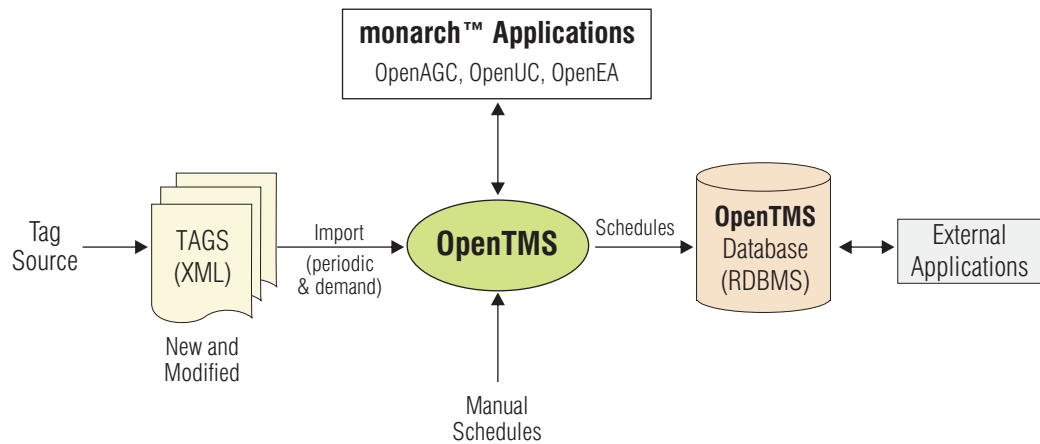 monarch™ Applications
OpenAGC, OpenUC, OpenEA
Tag
Source
TAGS
(XML)
New and
Modified
Import
(periodic
& demand)
OpenTMS
Schedules
OpenTMS
Database
(RDBMS)
External
Applications
Manual
Schedules